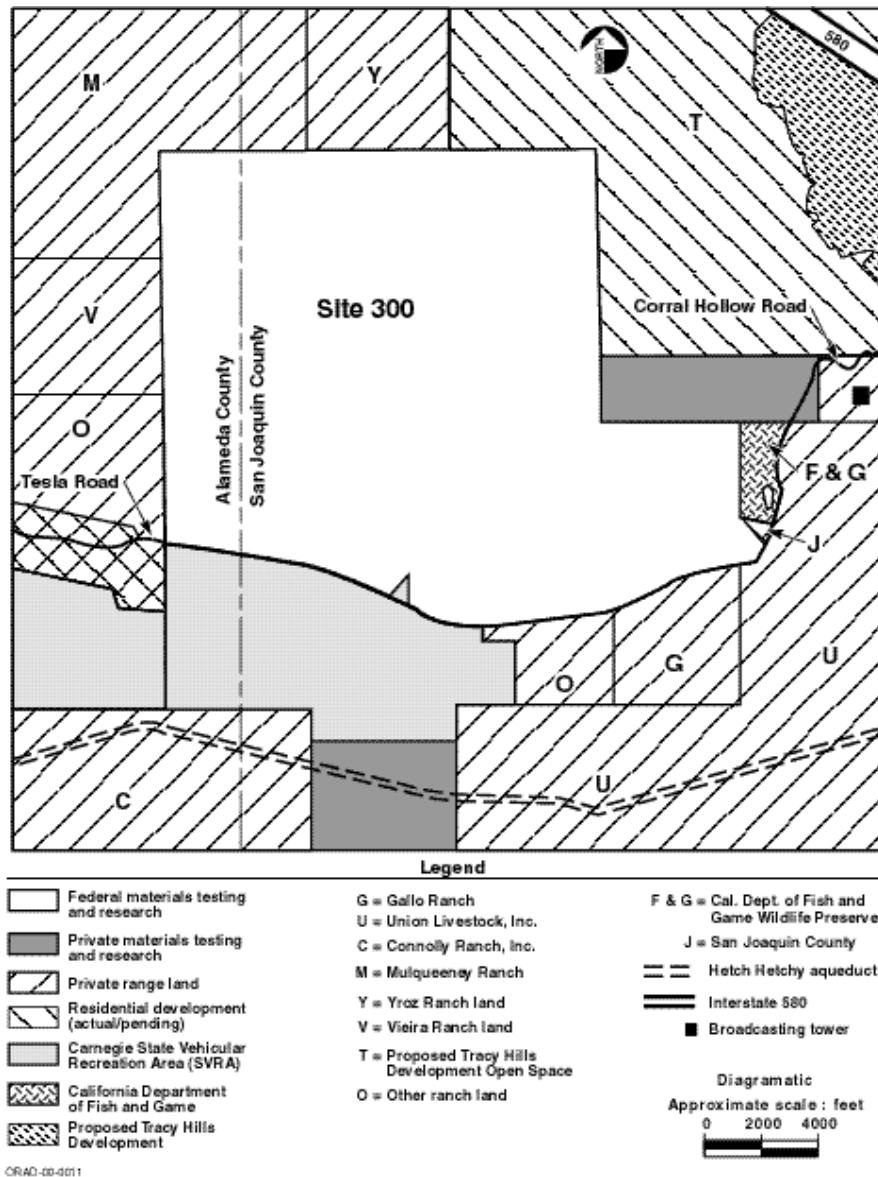 580
NORTH
M
Y
T
Site 300
Corral Hollow Road
V
Alameda County
San Joaquin County
O
Tesla Road
F & G
J
O
G
U
U
C
Legend
Federal materials testing
and research
Private materials testing
and research
Private range land
Residential development
(actual/pending)
Carnegie State Vehicular
Recreation Area (SVRA)
California Department
of Fish and Game
Proposed Tracy Hills
Development
G = Gallo Ranch
U = Union Livestock, Inc.
C = Connolly Ranch, Inc.
M = Mulqueeney Ranch
Y = Yroz Ranch land
V = Vieira Ranch land
T = Proposed Tracy Hills
Development Open Space
O = Other ranch land
F & G = Cal. Dept. of Fish and
Game Wildlife Preserve
J = San Joaquin County
Hetch Hetchy aqueduct
Interstate 580
Broadcasting tower
Diagramatic
Approximate scale : feet
0 2000 4000
ORAD-00-0011